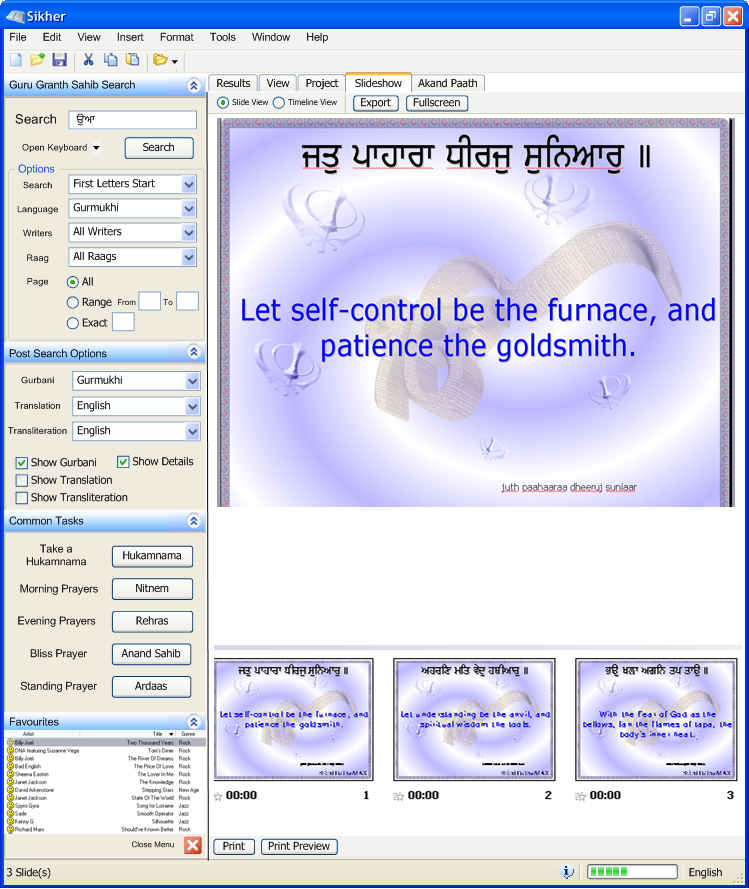 Sikher
File Edit View Insert Format Tools Window Help
Guru Granth Sahib Search
Search ਉਆ
Open Keyboard Search
Options
Search First Letters Start
Language Gurmukhi
Writers All Writers
Raag All Raags
Page All
Range From To
Exact
Post Search Options
Gurbani Gurmukhi
Translation English
Transliteration English
Show Gurbani Show Details
Show Translation
Show Transliteration
Common Tasks
Take a Hukamnama Hukamnama
Morning Prayers Nitnem
Evening Prayers Rehras
Bliss Prayer Anand Sahib
Standing Prayer Ardaas
Favourites
Artist Title Genre
Billy Joel Two Thousand Years Rock
DNA featuring Suzanne Vega Tom's Diner Rock
Billy Joel The River Of Dreams Rock
Bad English The Price Of Love Rock
Sheena Easton The Lover In Me Rock
Janet Jackson The Knowledge Rock
David Arkenstone Stepping Stars New Age
Janet Jackson State Of The World Rock
Spyro Gyra Song for Lorraine Jazz
Sade Smooth Operator Jazz
Kenny G Silhouette Jazz
Richard Marx Should've Known Better Rock
Close Menu
Results View Project Slideshow Akand Paath
Slide View Timeline View Export Fullscreen
ਜਤੁ ਪਾਹਾਰਾ ਧੀਰਜੁ ਸੁਨਿਆਰੁ ॥
Let self-control be the furnace, and
patience the goldsmith.
juth paahaaraa dheeruj suniaar
ਜਤੁ ਪਾਹਾਰਾ ਧੀਰਜੁ ਸੁਨਿਆਰੁ ॥
Let self-control be the furnace, and
patience the goldsmith.
00:00 1
ਅਹਰਣਿ ਮਤਿ ਵੇਦੁ ਹਥੀਆਰੁ ॥
Let understanding be the anvil, and
spiritual wisdom the tools.
00:00 2
ਭਉ ਖਲਾ ਅਗਨਿ ਤਪ ਤਾਉ ॥
With the Fear of God as the
bellows, fan the flames of tapa, the
body's inner heat.
00:00 3
Print Print Preview
3 Slide(s) English